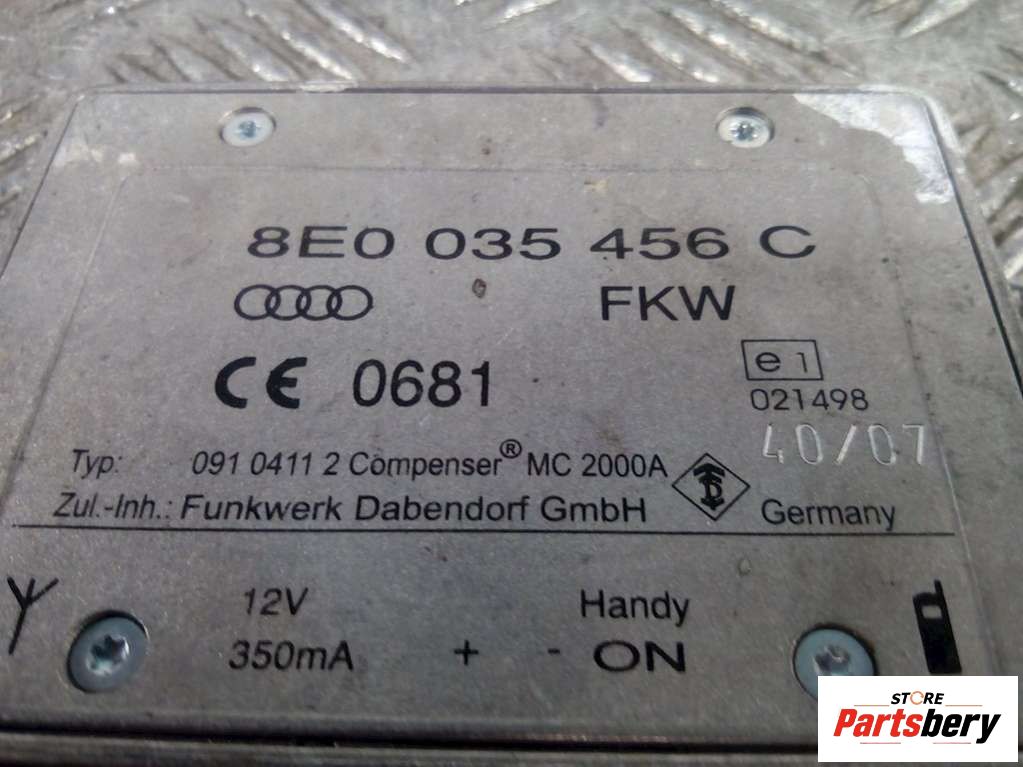 8E0 035 456 C
FKW
CE 0681
e 1
021498
40/07
Typ: 091 0411 2 Compenser® MC 2000A
Zul.-Inh.: Funkwerk Dabendorf GmbH Germany
12V Handy
350mA + - ON
STORE
Partsbery